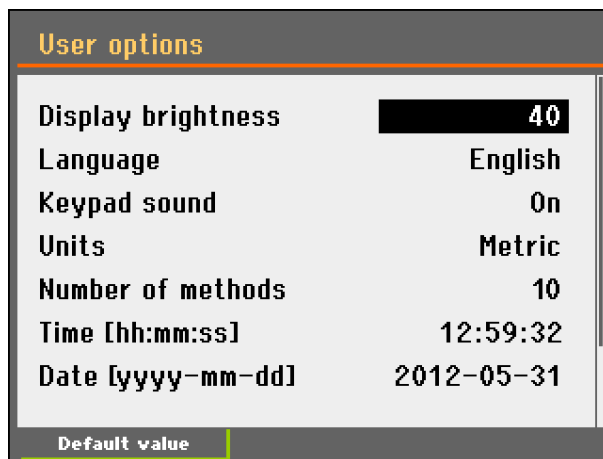 User options
Display brightness 40
Language English
Keypad sound On
Units Metric
Number of methods 10
Time [hh:mm:ss] 12:59:32
Date [yyyy-mm-dd] 2012-05-31
Default value